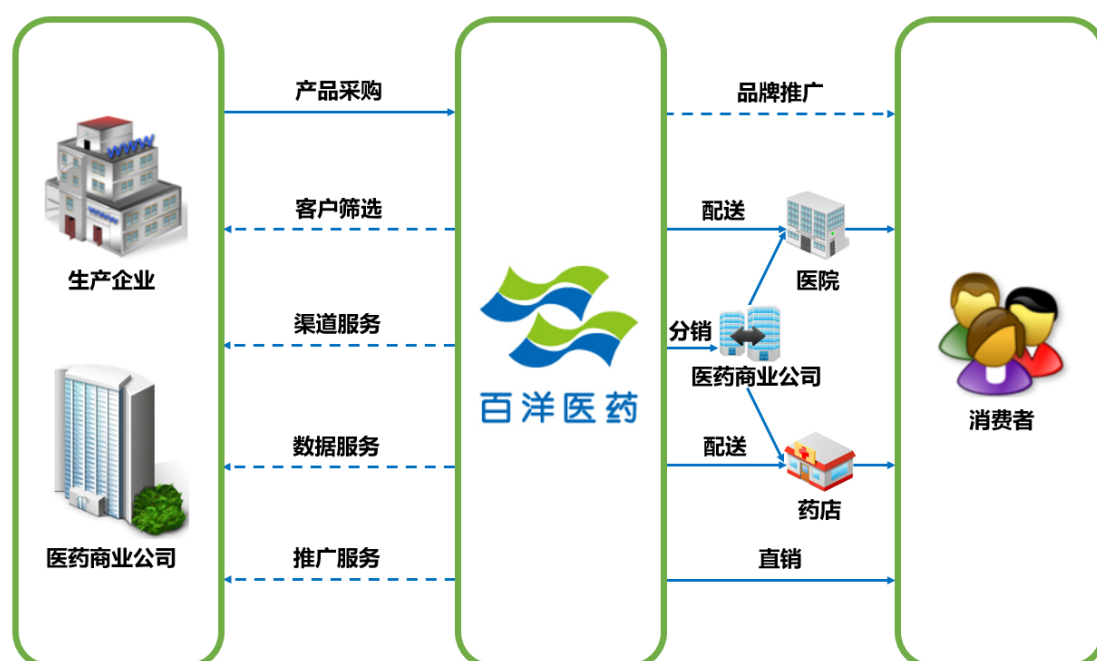 产品采购
品牌推广
生产企业
客户筛选
配送
医院
渠道服务
分销
医药商业公司
百洋医药
消费者
数据服务
配送
药店
医药商业公司
推广服务
直销
WWW
WWW